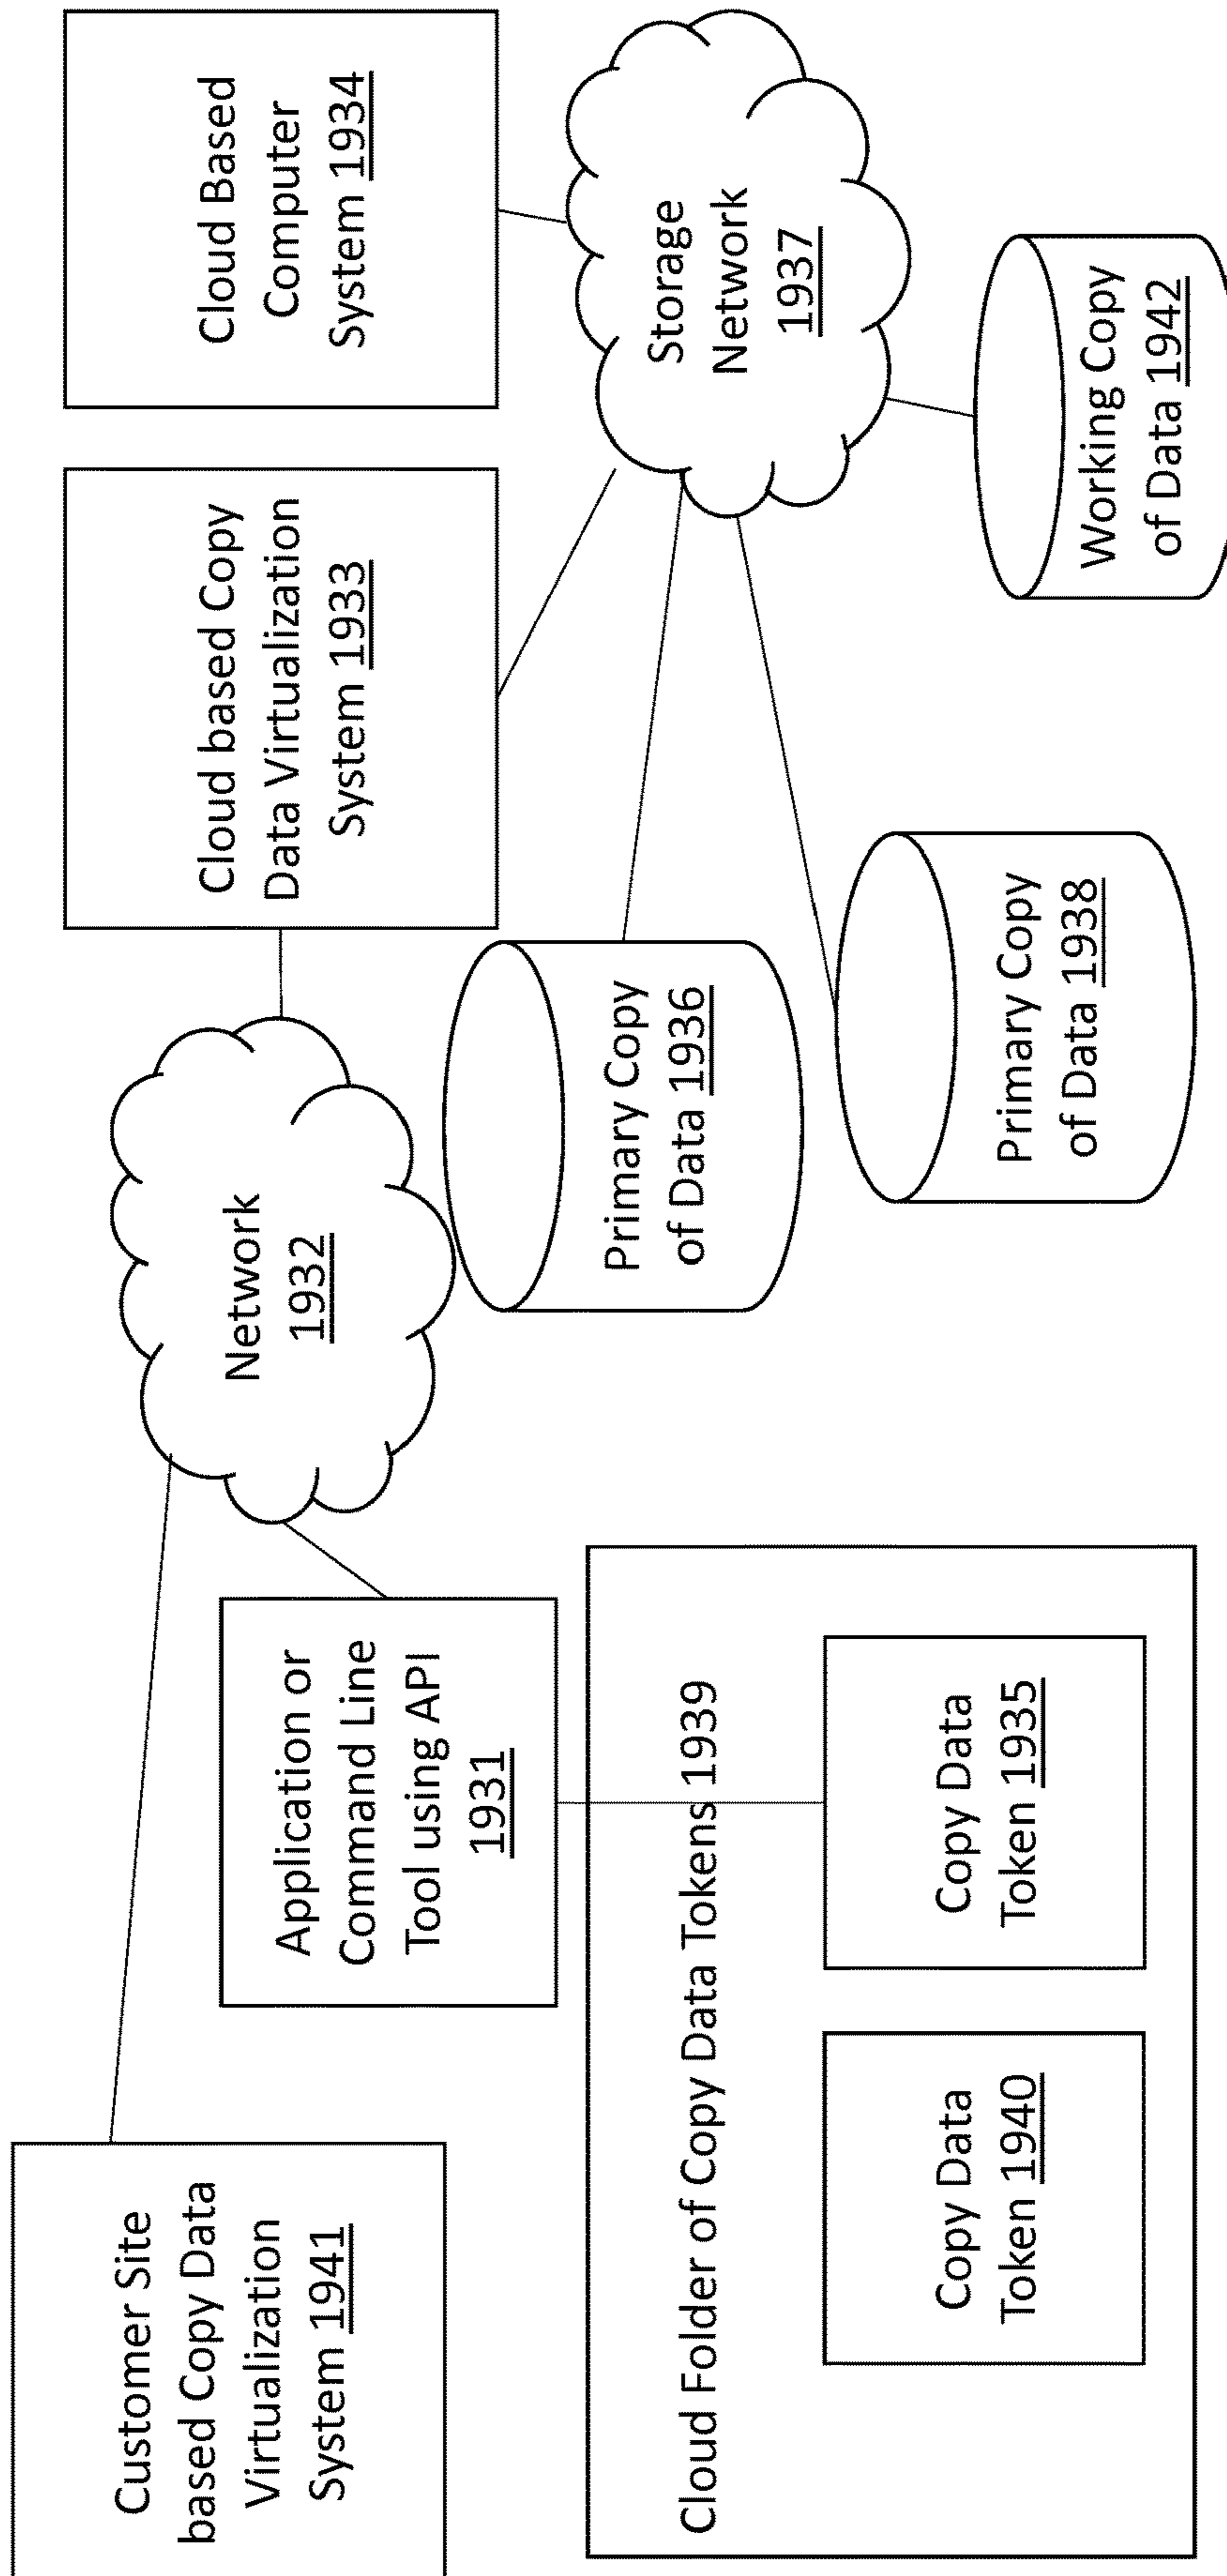 Customer Site
based Copy Data
Virtualization
System 1941
Application or
Command Line
Tool using API
1931
Network
1932
Cloud based Copy
Data Virtualization
System 1933
Cloud Based
Computer
System 1934
Cloud Folder of Copy Data Tokens 1939
Copy Data
Token 1940
Copy Data
Token 1935
Primary Copy
of Data 1936
Primary Copy
of Data 1938
Storage
Network
1937
Working Copy
of Data 1942